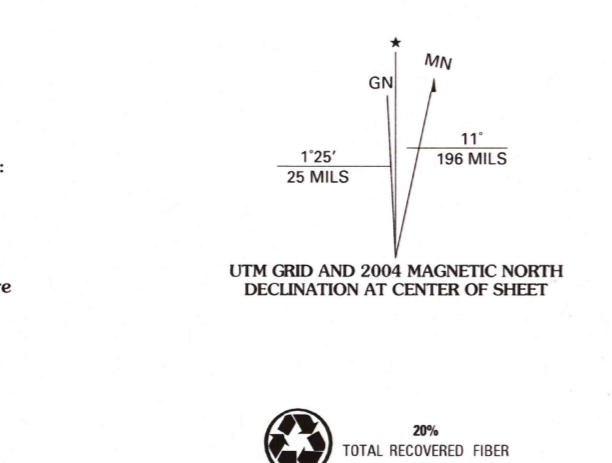 ★
MN
GN
11°
196 MILS
1°25′
25 MILS
:
UTM GRID AND 2004 MAGNETIC NORTH
DECLINATION AT CENTER OF SHEET
20%
TOTAL RECOVERED FIBER